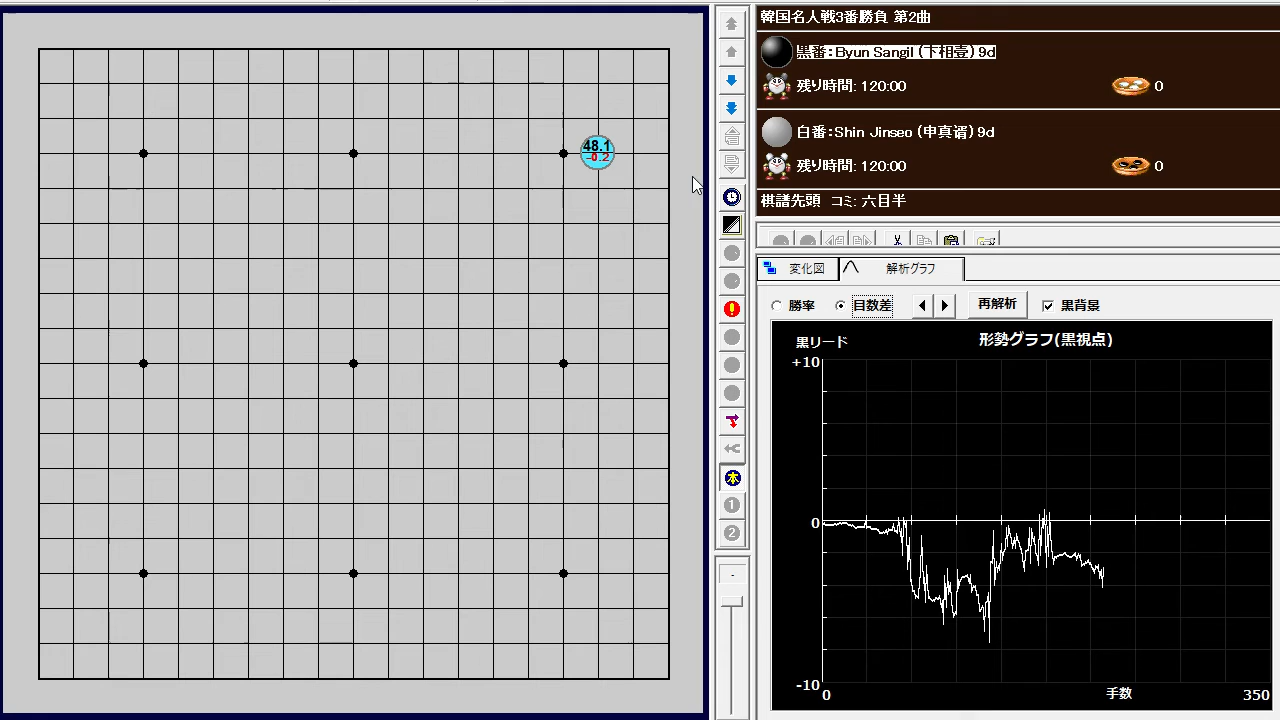 48.1
-0.2
1
2
-
韓国名人戦3番勝負 第2曲
黒番:Byun Sangil (卞相壹) 9d
残り時間: 120:00
0
白番:Shin Jinseo (申真諝) 9d
残り時間: 120:00
0
棋譜先頭 コミ: 六目半
変化図
解析グラフ
勝率
目数差
再解析
黒背景
黒リード
形勢グラフ(黒視点)
+10
0
-10
0
手数
350